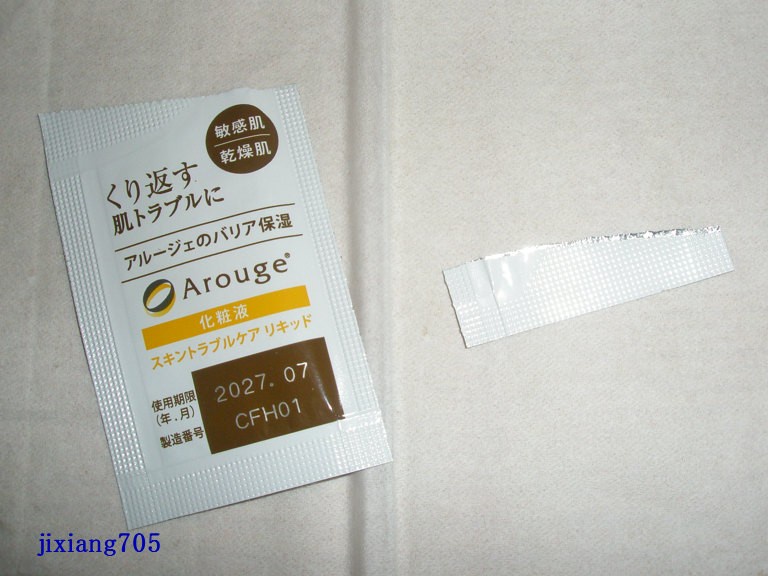 敏感肌
乾燥肌
くり返す
肌トラブルに
アルージェのバリア保湿
Arouge®
化粧液
スキントラブルケア リキッド
使用期限
(年.月)
2027.07
製造番号
CFH01
jixiang705